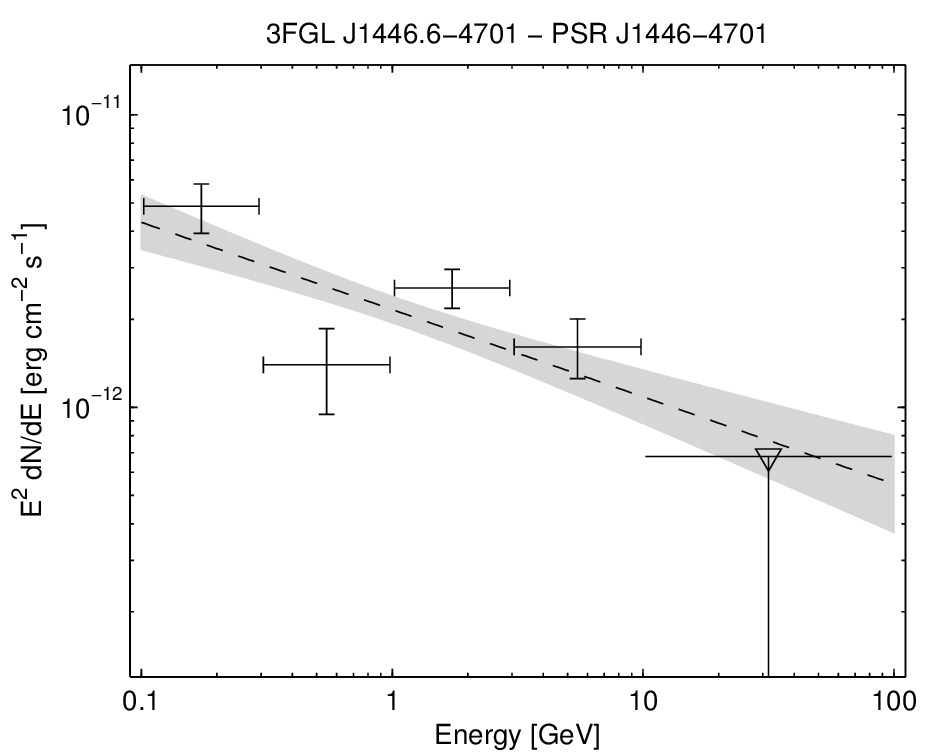 3FGL J1446.6−4701 − PSR J1446−4701
E² dN/dE [erg cm⁻² s⁻¹]
10⁻¹¹
10⁻¹²
0.1 1 10 100
Energy [GeV]